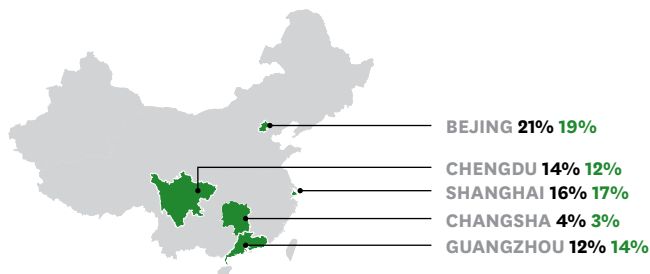 BEJING 21% 19%
CHENGDU 14% 12%
SHANGHAI 16% 17%
CHANGSHA 4% 3%
GUANGZHOU 12% 14%